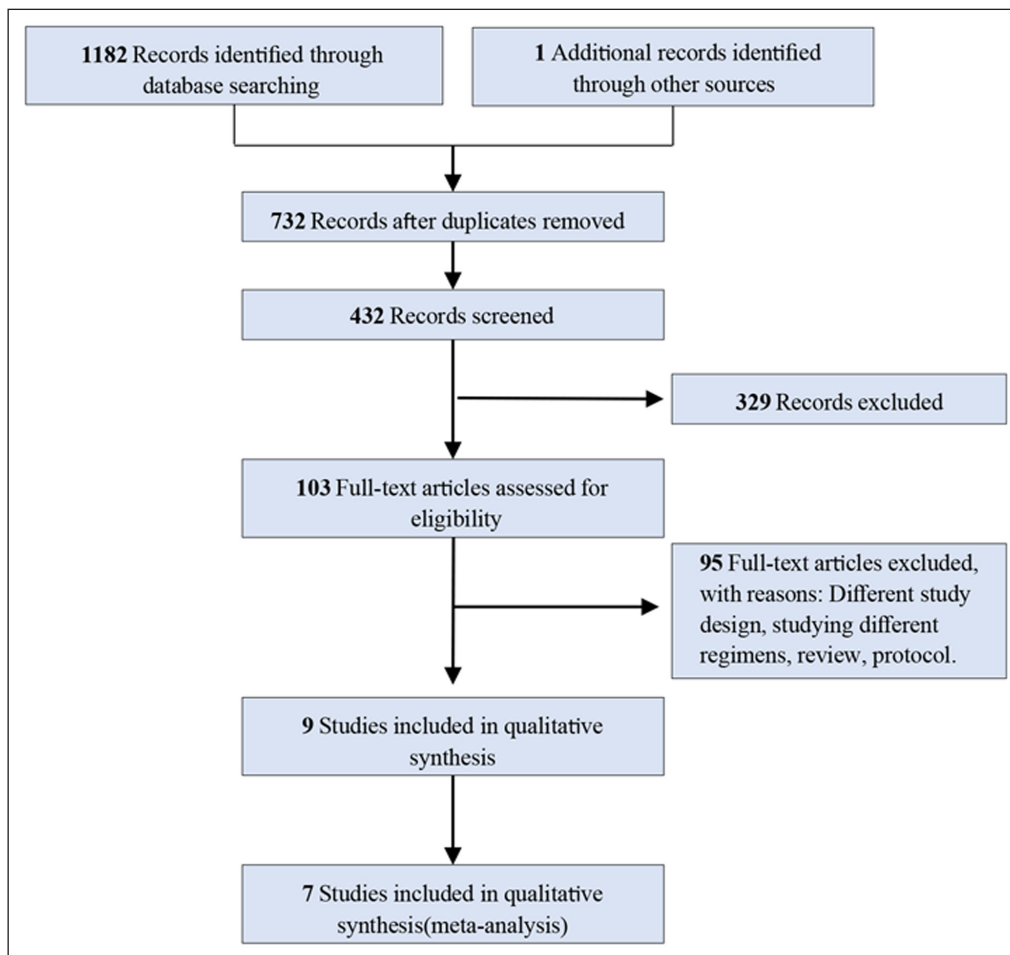 1182 Records identified through
database searching
1 Additional records identified
through other sources
732 Records after duplicates removed
432 Records screened
329 Records excluded
103 Full-text articles assessed for
eligibility
95 Full-text articles excluded,
with reasons: Different study
design, studying different
regimens, review, protocol.
9 Studies included in qualitative
synthesis
7 Studies included in qualitative
synthesis(meta-analysis)